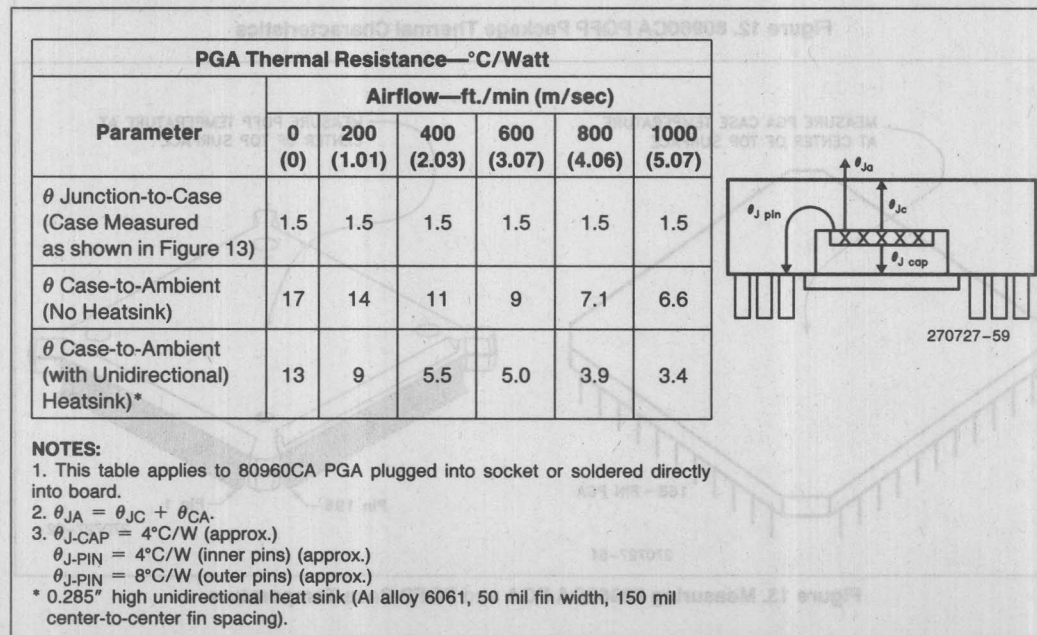 PGA Thermal Resistance—°C/Watt
Parameter
Airflow—ft./min (m/sec)
0 200 400 600 800 1000
(0) (1.01) (2.03) (3.07) (4.06) (5.07)
θ Junction-to-Case
(Case Measured
as shown in Figure 13)
1.5 1.5 1.5 1.5 1.5 1.5
θ Case-to-Ambient
(No Heatsink)
17 14 11 9 7.1 6.6
θ Case-to-Ambient
(with Unidirectional)
Heatsink)*
13 9 5.5 5.0 3.9 3.4
θJa
θJc
θJ pin
θJ cap
270727–59
NOTES:
1. This table applies to 80960CA PGA plugged into socket or soldered directly
into board.
2. θJA = θJC + θCA.
3. θJ-CAP = 4°C/W (approx.)
θJ-PIN = 4°C/W (inner pins) (approx.)
θJ-PIN = 8°C/W (outer pins) (approx.)
* 0.285″ high unidirectional heat sink (Al alloy 6061, 50 mil fin width, 150 mil
center-to-center fin spacing).